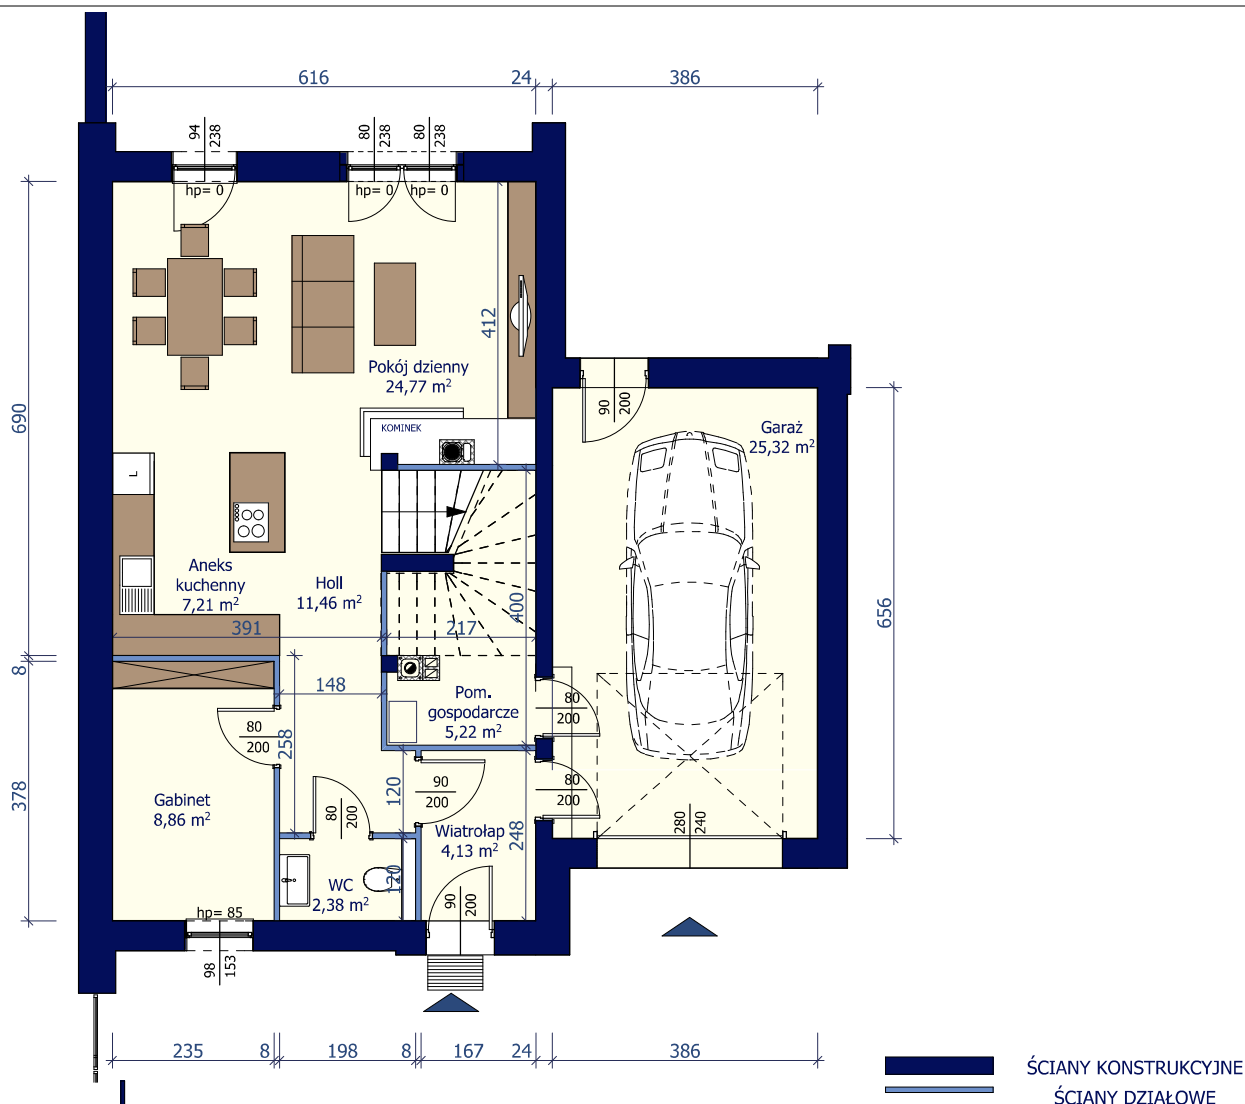 616
24
386
94
238
80
238
80
238
hp= 0
hp= 0
hp= 0
412
Pokój dzienny
24,77 m²
KOMINEK
90
200
Garaż
25,32 m²
690
L
Aneks
kuchenny
7,21 m²
Holl
11,46 m²
400
656
391
217
8
148
Pom.
gospodarcze
5,22 m²
80
200
80
200
258
378
120
90
200
80
200
Gabinet
8,86 m²
80
200
Wiatrołap
4,13 m²
248
280
240
120
WC
2,38 m²
90
200
hp= 85
98
153
235
8
198
8
167
24
386
ŚCIANY KONSTRUKCYJNE
ŚCIANY DZIAŁOWE